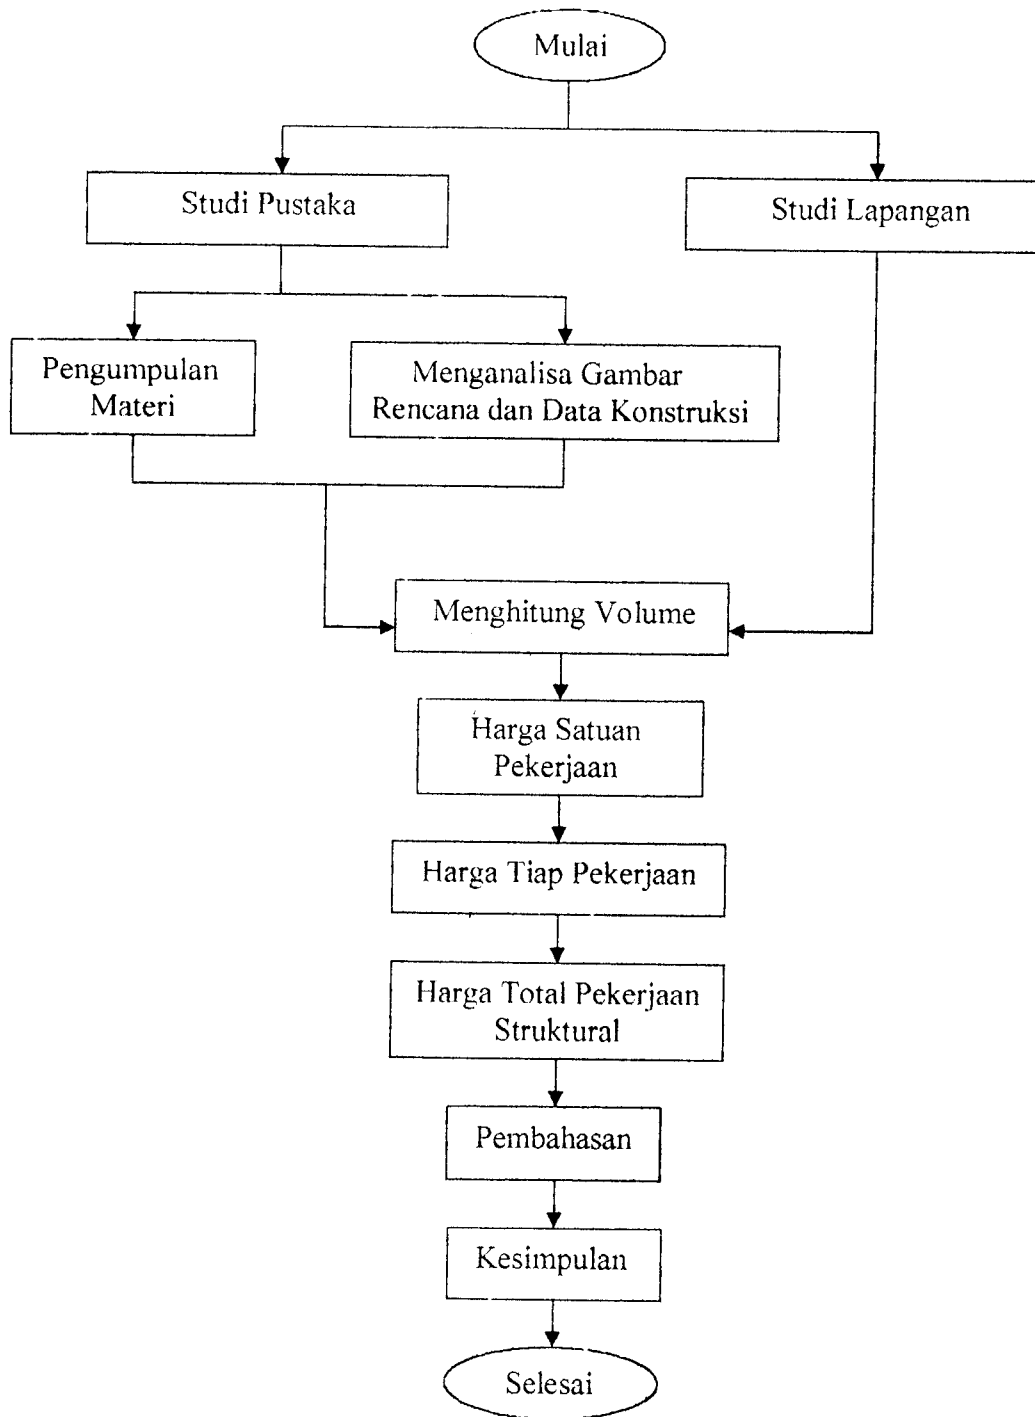 Mulai
Studi Pustaka
Studi Lapangan
Pengumpulan
Materi
Menganalisa Gambar
Rencana dan Data Konstruksi
Menghitung Volume
Harga Satuan
Pekerjaan
Harga Tiap Pekerjaan
Harga Total Pekerjaan
Struktural
Pembahasan
Kesimpulan
Selesai